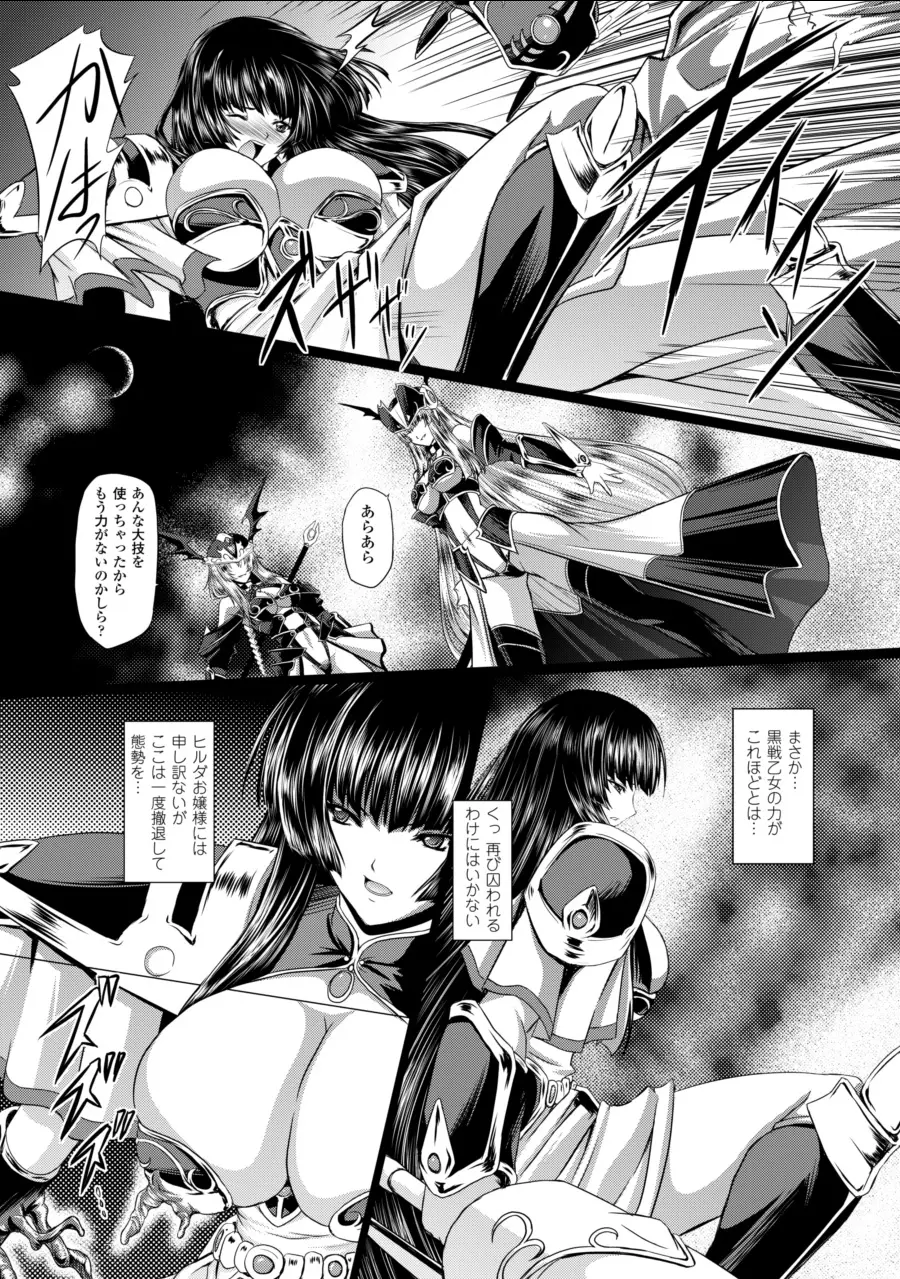 ズザザザ
メイイ
かはっ
あらあら
あんな大技を
使っちゃったから
もう力がないのかしら？
まさか…
黒戦乙女の力が
これほどとは…
くっ 再び囚われる
わけにはいかない
ヒルダお嬢様には
申し訳ないが
ここは一度撤退して
態勢を…
ズズズズ…